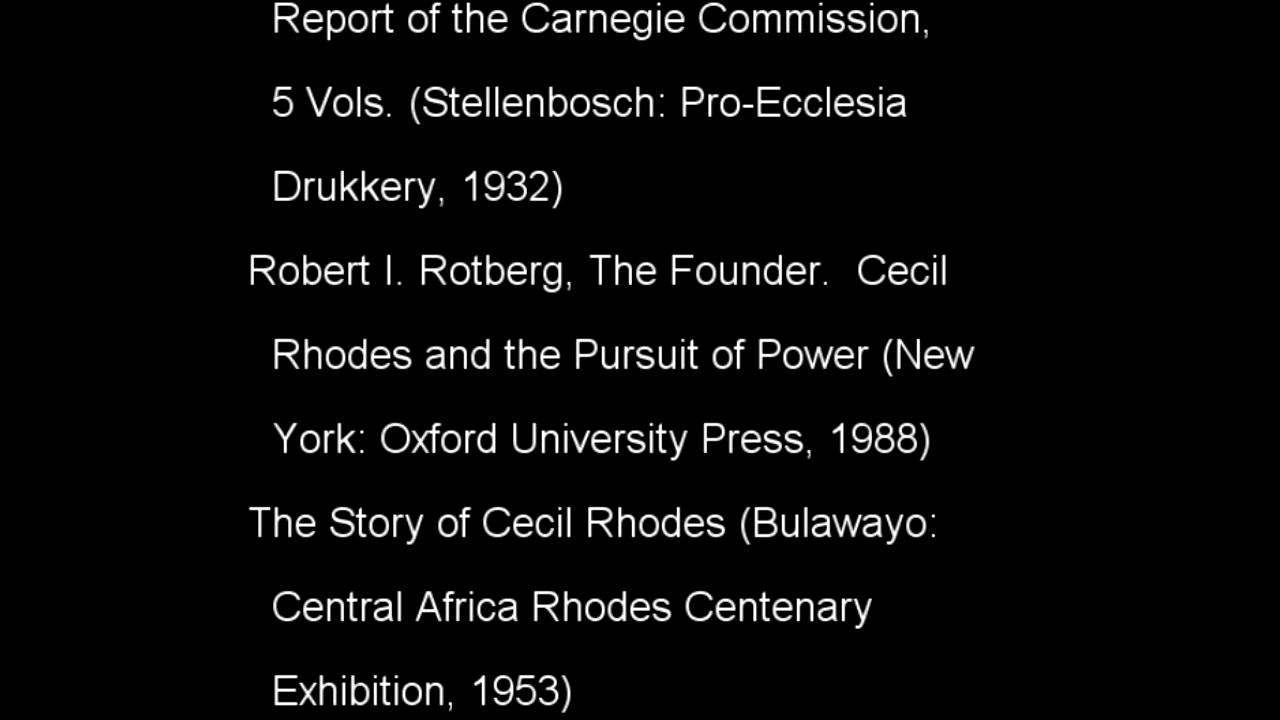 Report of the Carnegie Commission,
5 Vols. (Stellenbosch: Pro-Ecclesia
Drukkery, 1932)
Robert I. Rotberg, The Founder.  Cecil
Rhodes and the Pursuit of Power (New
York: Oxford University Press, 1988)
The Story of Cecil Rhodes (Bulawayo:
Central Africa Rhodes Centenary
Exhibition, 1953)